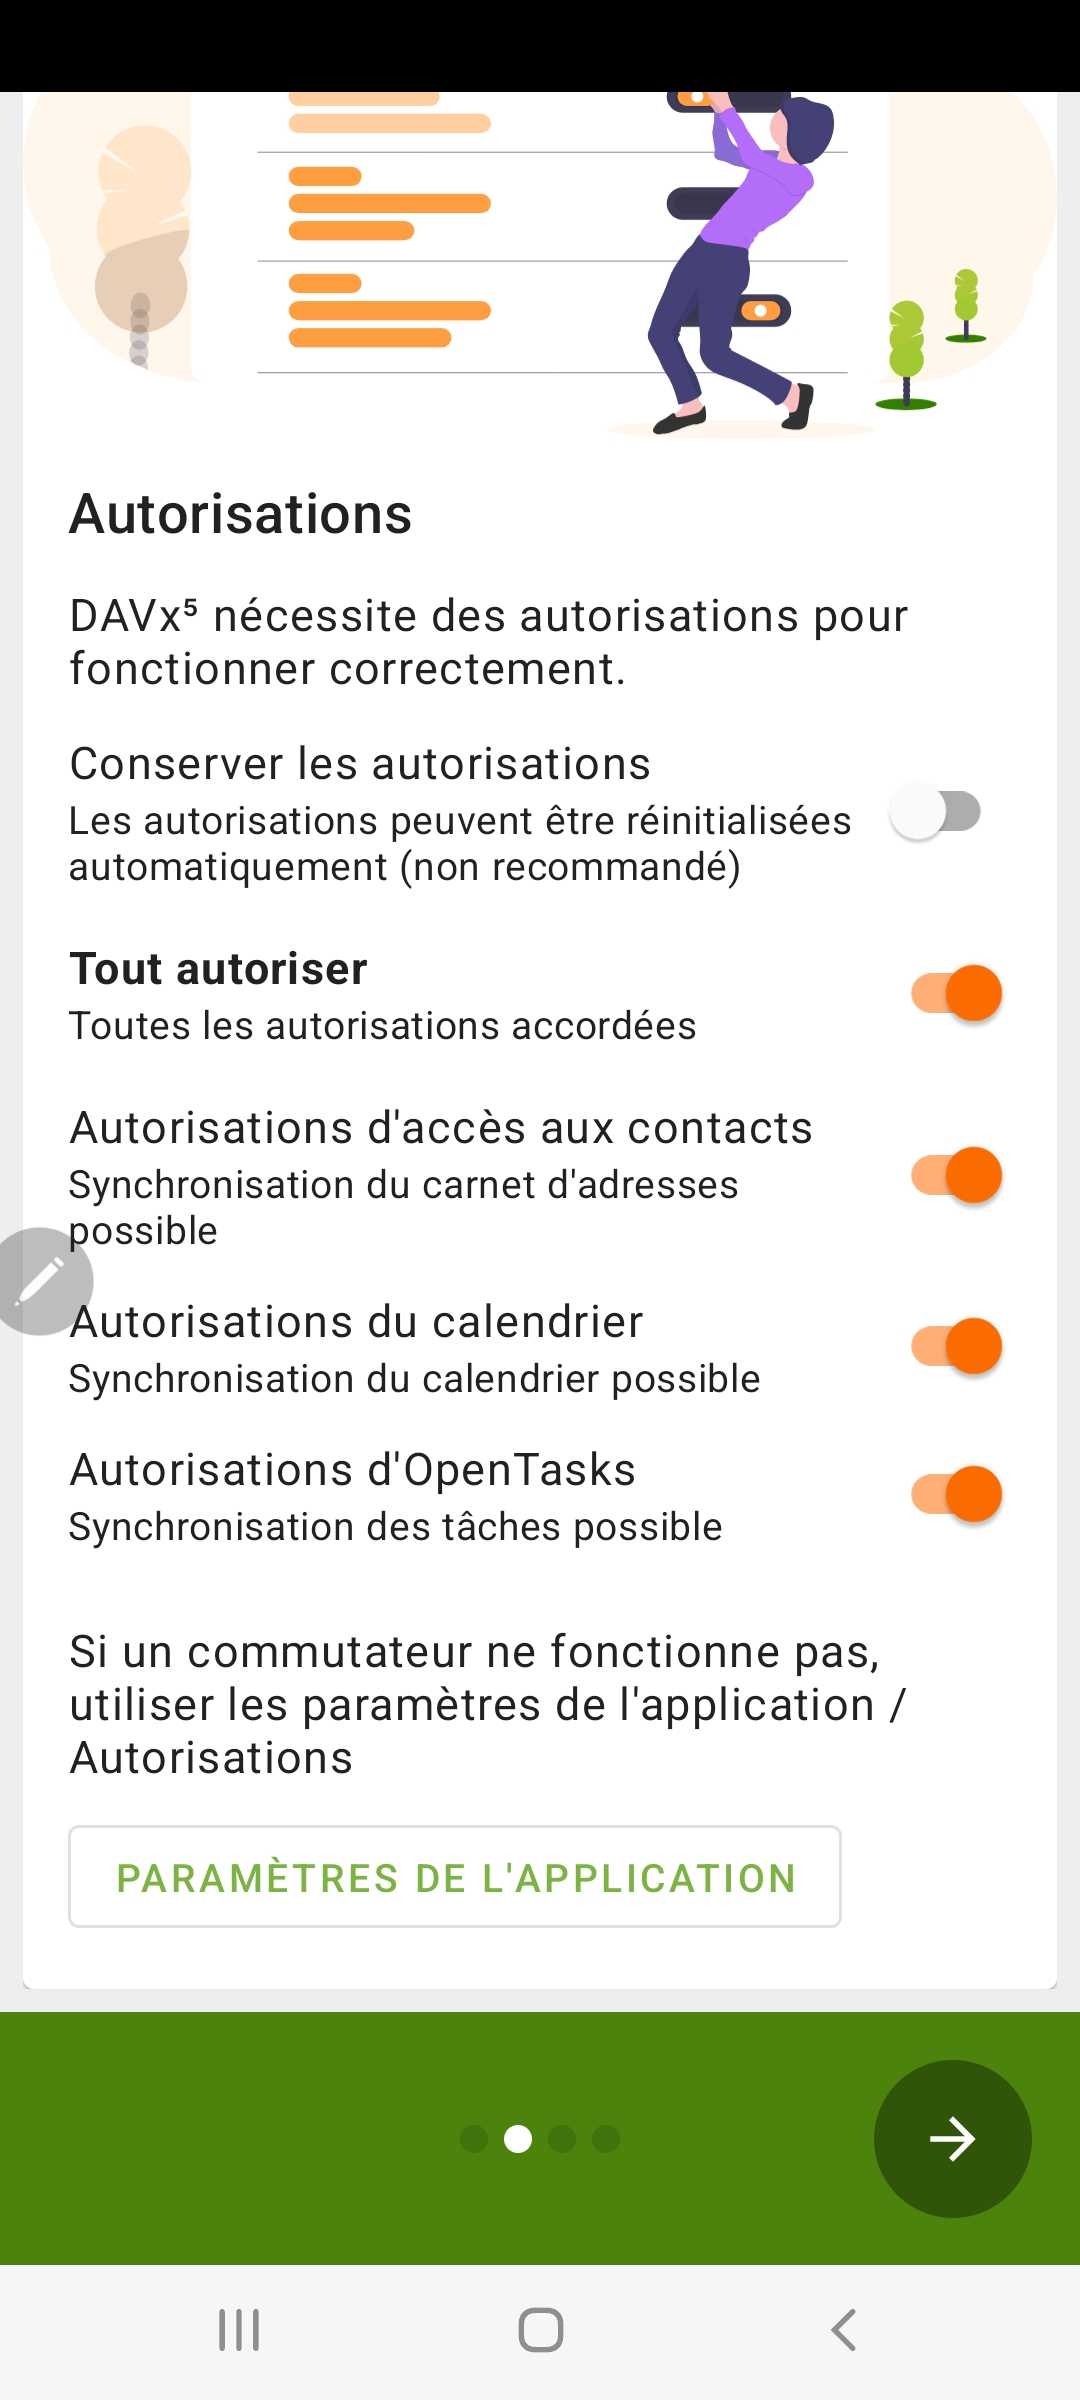 Autorisations
DAVx⁵ nécessite des autorisations pour
fonctionner correctement.
Conserver les autorisations
Les autorisations peuvent être réinitialisées
automatiquement (non recommandé)
Tout autoriser
Toutes les autorisations accordées
Autorisations d'accès aux contacts
Synchronisation du carnet d'adresses
possible
Autorisations du calendrier
Synchronisation du calendrier possible
Autorisations d'OpenTasks
Synchronisation des tâches possible
Si un commutateur ne fonctionne pas,
utiliser les paramètres de l'application /
Autorisations
PARAMÈTRES DE L'APPLICATION